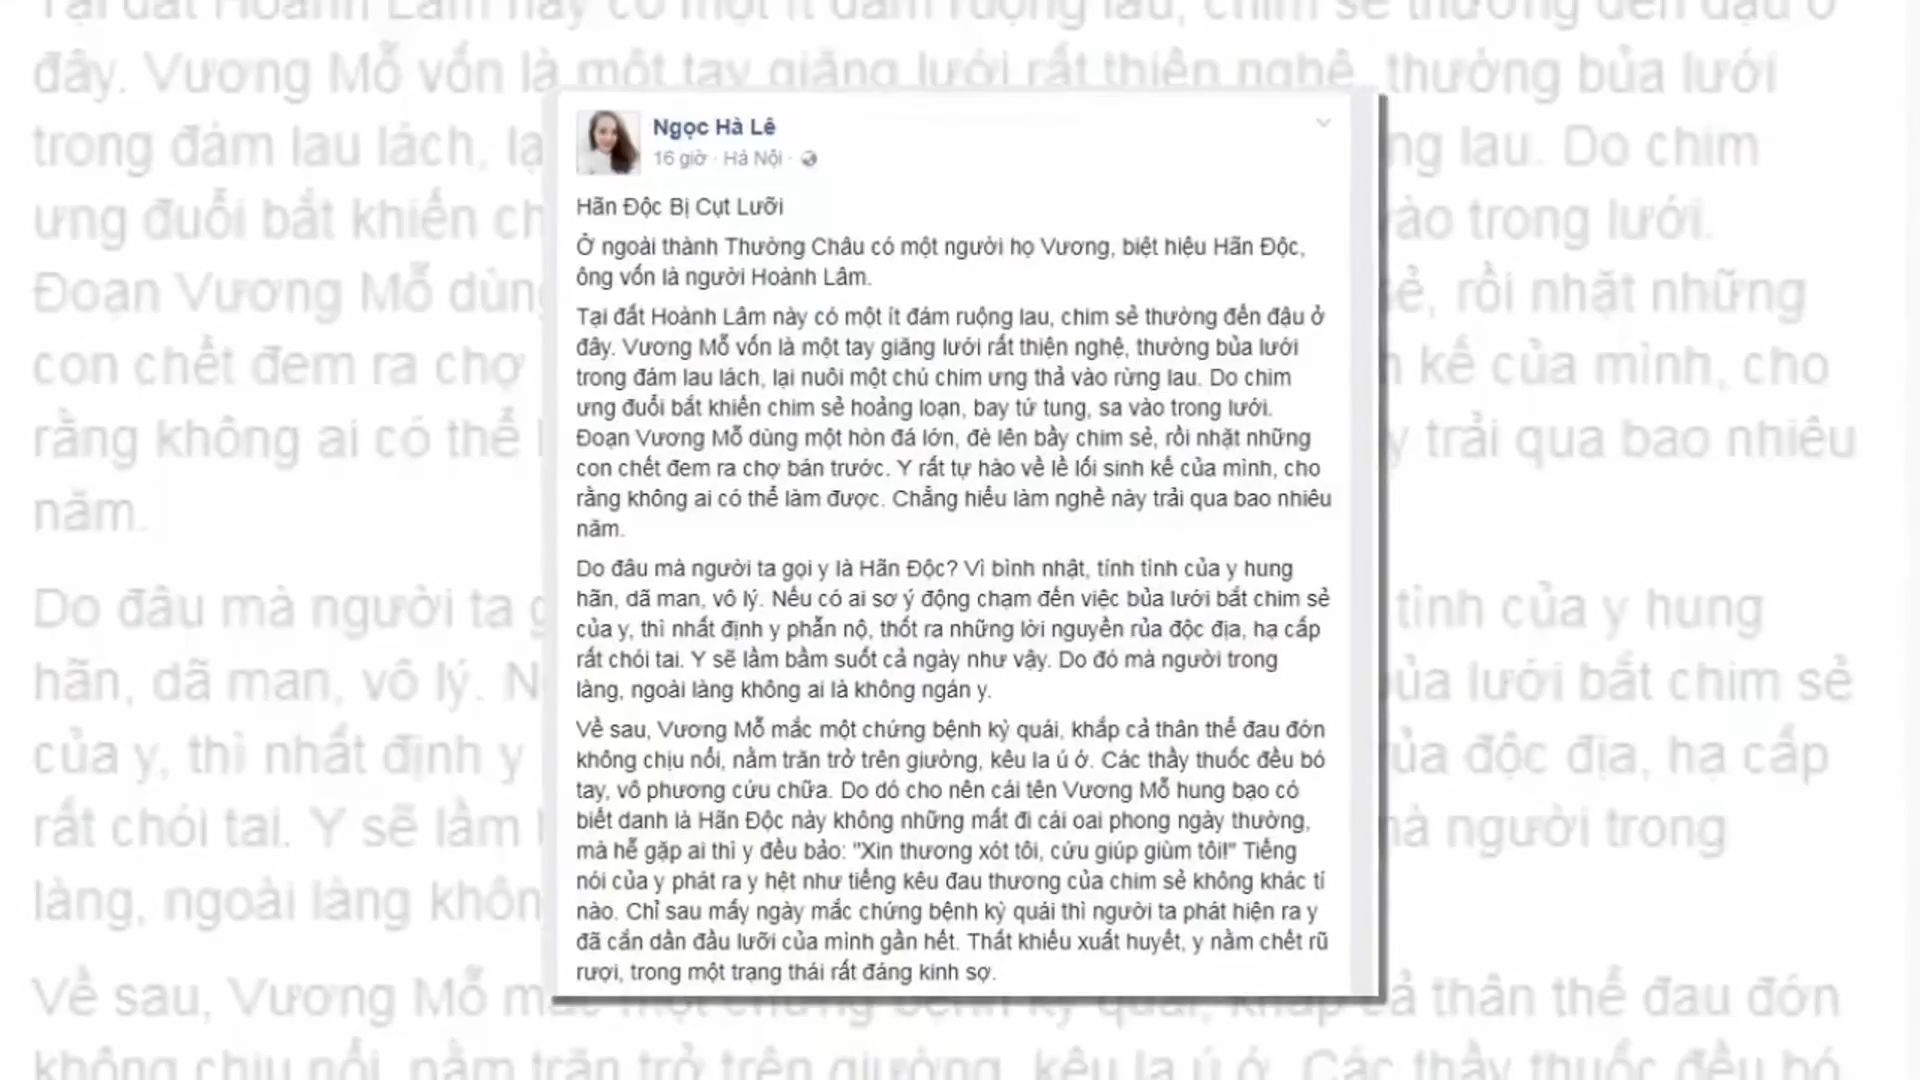 Ngọc Hà Lê
16 giờ · Hà Nội ·
Hãn Độc Bị Cụt Lưỡi
Ở ngoài thành Thường Châu có một người họ Vương, biệt hiệu Hãn Độc,
ông vốn là người Hoành Lâm.
Tại đất Hoành Lâm này có một ít đám ruộng lau, chim sẻ thường đến đậu ở
đây. Vương Mỗ vốn là một tay giăng lưới rất thiện nghệ, thường bủa lưới
trong đám lau lách, lại nuôi một chú chim ưng thả vào rừng lau. Do chim
ưng đuổi bắt khiến chim sẻ hoảng loạn, bay tứ tung, sa vào trong lưới.
Đoạn Vương Mỗ dùng một hòn đá lớn, đè lên bầy chim sẻ, rồi nhặt những
con chết đem ra chợ bán trước. Y rất tự hào về lề lối sinh kế của mình, cho
rằng không ai có thể làm được. Chẳng hiểu làm nghề này trải qua bao nhiêu
năm.
Do đâu mà người ta gọi y là Hãn Độc? Vì bình nhật, tính tình của y hung
hãn, dã man, vô lý. Nếu có ai sơ ý động chạm đến việc bủa lưới bắt chim sẻ
của y, thì nhất định y phẫn nộ, thốt ra những lời nguyền rủa độc địa, hạ cấp
rất chói tai. Y sẽ lầm bầm suốt cả ngày như vậy. Do đó mà người trong
làng, ngoài làng không ai là không ngán y.
Về sau, Vương Mỗ mắc một chứng bệnh kỳ quái, khắp cả thân thể đau đớn
không chịu nổi, nằm trăn trở trên giường, kêu la ú ớ. Các thầy thuốc đều bó
tay, vô phương cứu chữa. Do dó cho nên cái tên Vương Mỗ hung bạo có
biết danh là Hãn Độc này không những mất đi cái oai phong ngày thường,
mà hễ gặp ai thì y đều bảo: "Xin thương xót tôi, cứu giúp giùm tôi!" Tiếng
nói của y phát ra y hệt như tiếng kêu đau thương của chim sẻ không khác tí
nào. Chỉ sau mấy ngày mắc chứng bệnh kỳ quái thì người ta phát hiện ra y
đã cắn dần đầu lưỡi của mình gần hết. Thất khiếu xuất huyết, y nằm chết rũ
rượi, trong một trạng thái rất đáng kinh sợ.